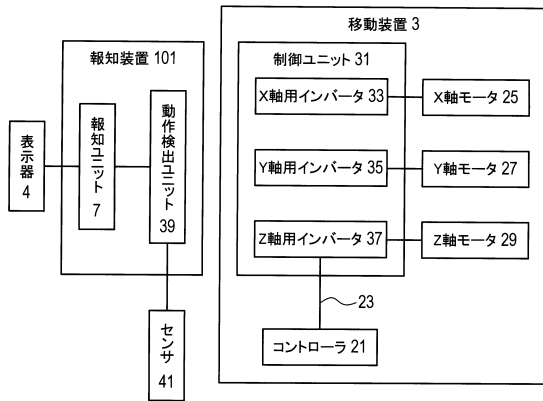 移動装置 3
報知装置 101
制御ユニット 31
X軸用インバータ 33
X軸モータ 25
報知ユニット 7
動作検出ユニット 39
表示器 4
Y軸用インバータ 35
Y軸モータ 27
Z軸用インバータ 37
Z軸モータ 29
23
センサ 41
コントローラ 21